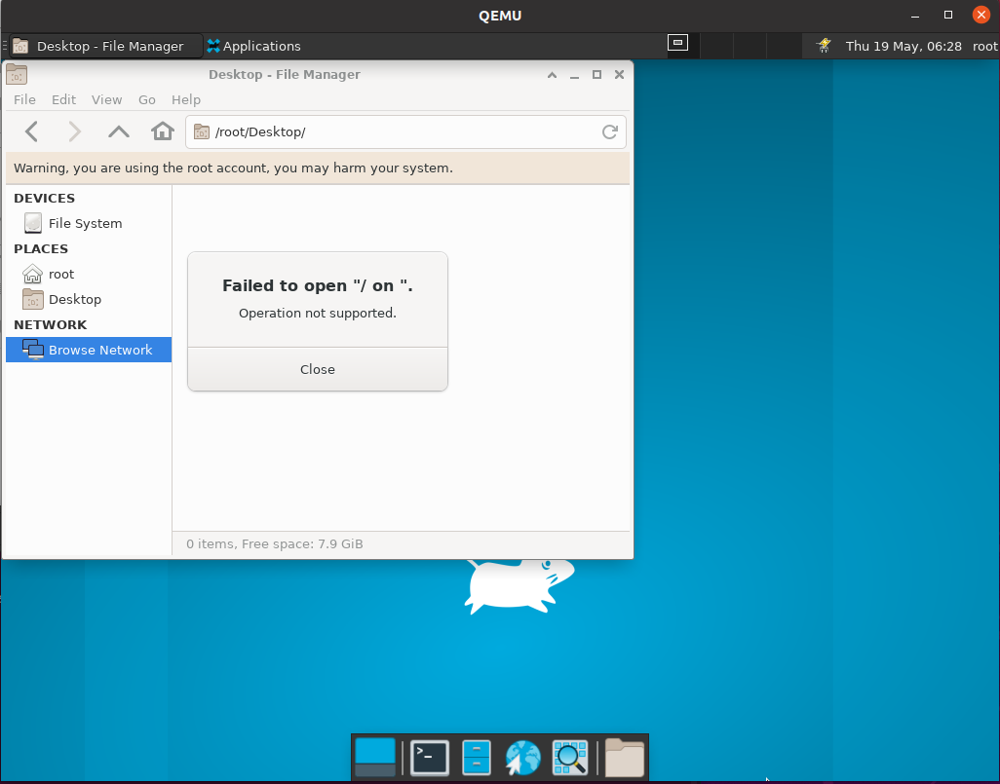 QEMU
Desktop - File Manager
Applications
Thu 19 May, 06:28
root
Desktop - File Manager
File Edit View Go Help
/root/Desktop/
Warning, you are using the root account, you may harm your system.
DEVICES
File System
PLACES
root
Desktop
NETWORK
Browse Network
Failed to open "/ on ".
Operation not supported.
Close
0 items, Free space: 7.9 GiB